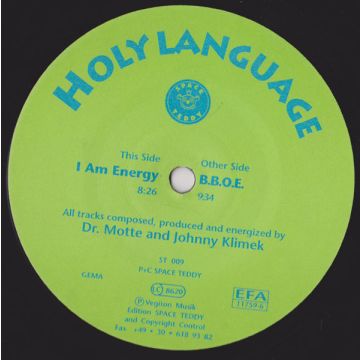 HOLY LANGUAGE
SPACE
TEDDY
This Side
I Am Energy
8:26
Other Side
B.B.O.E.
9:34
All tracks composed, produced and energized by
Dr. Motte and Johnny Klimek
ST 009
P+C SPACE TEDDY
GEMA
LC 8620
EFA
11759-6
℗ Vegiton Musik
Edition SPACE TEDDY
and Copyright Control
Fax +49 • 30 • 618 93 82